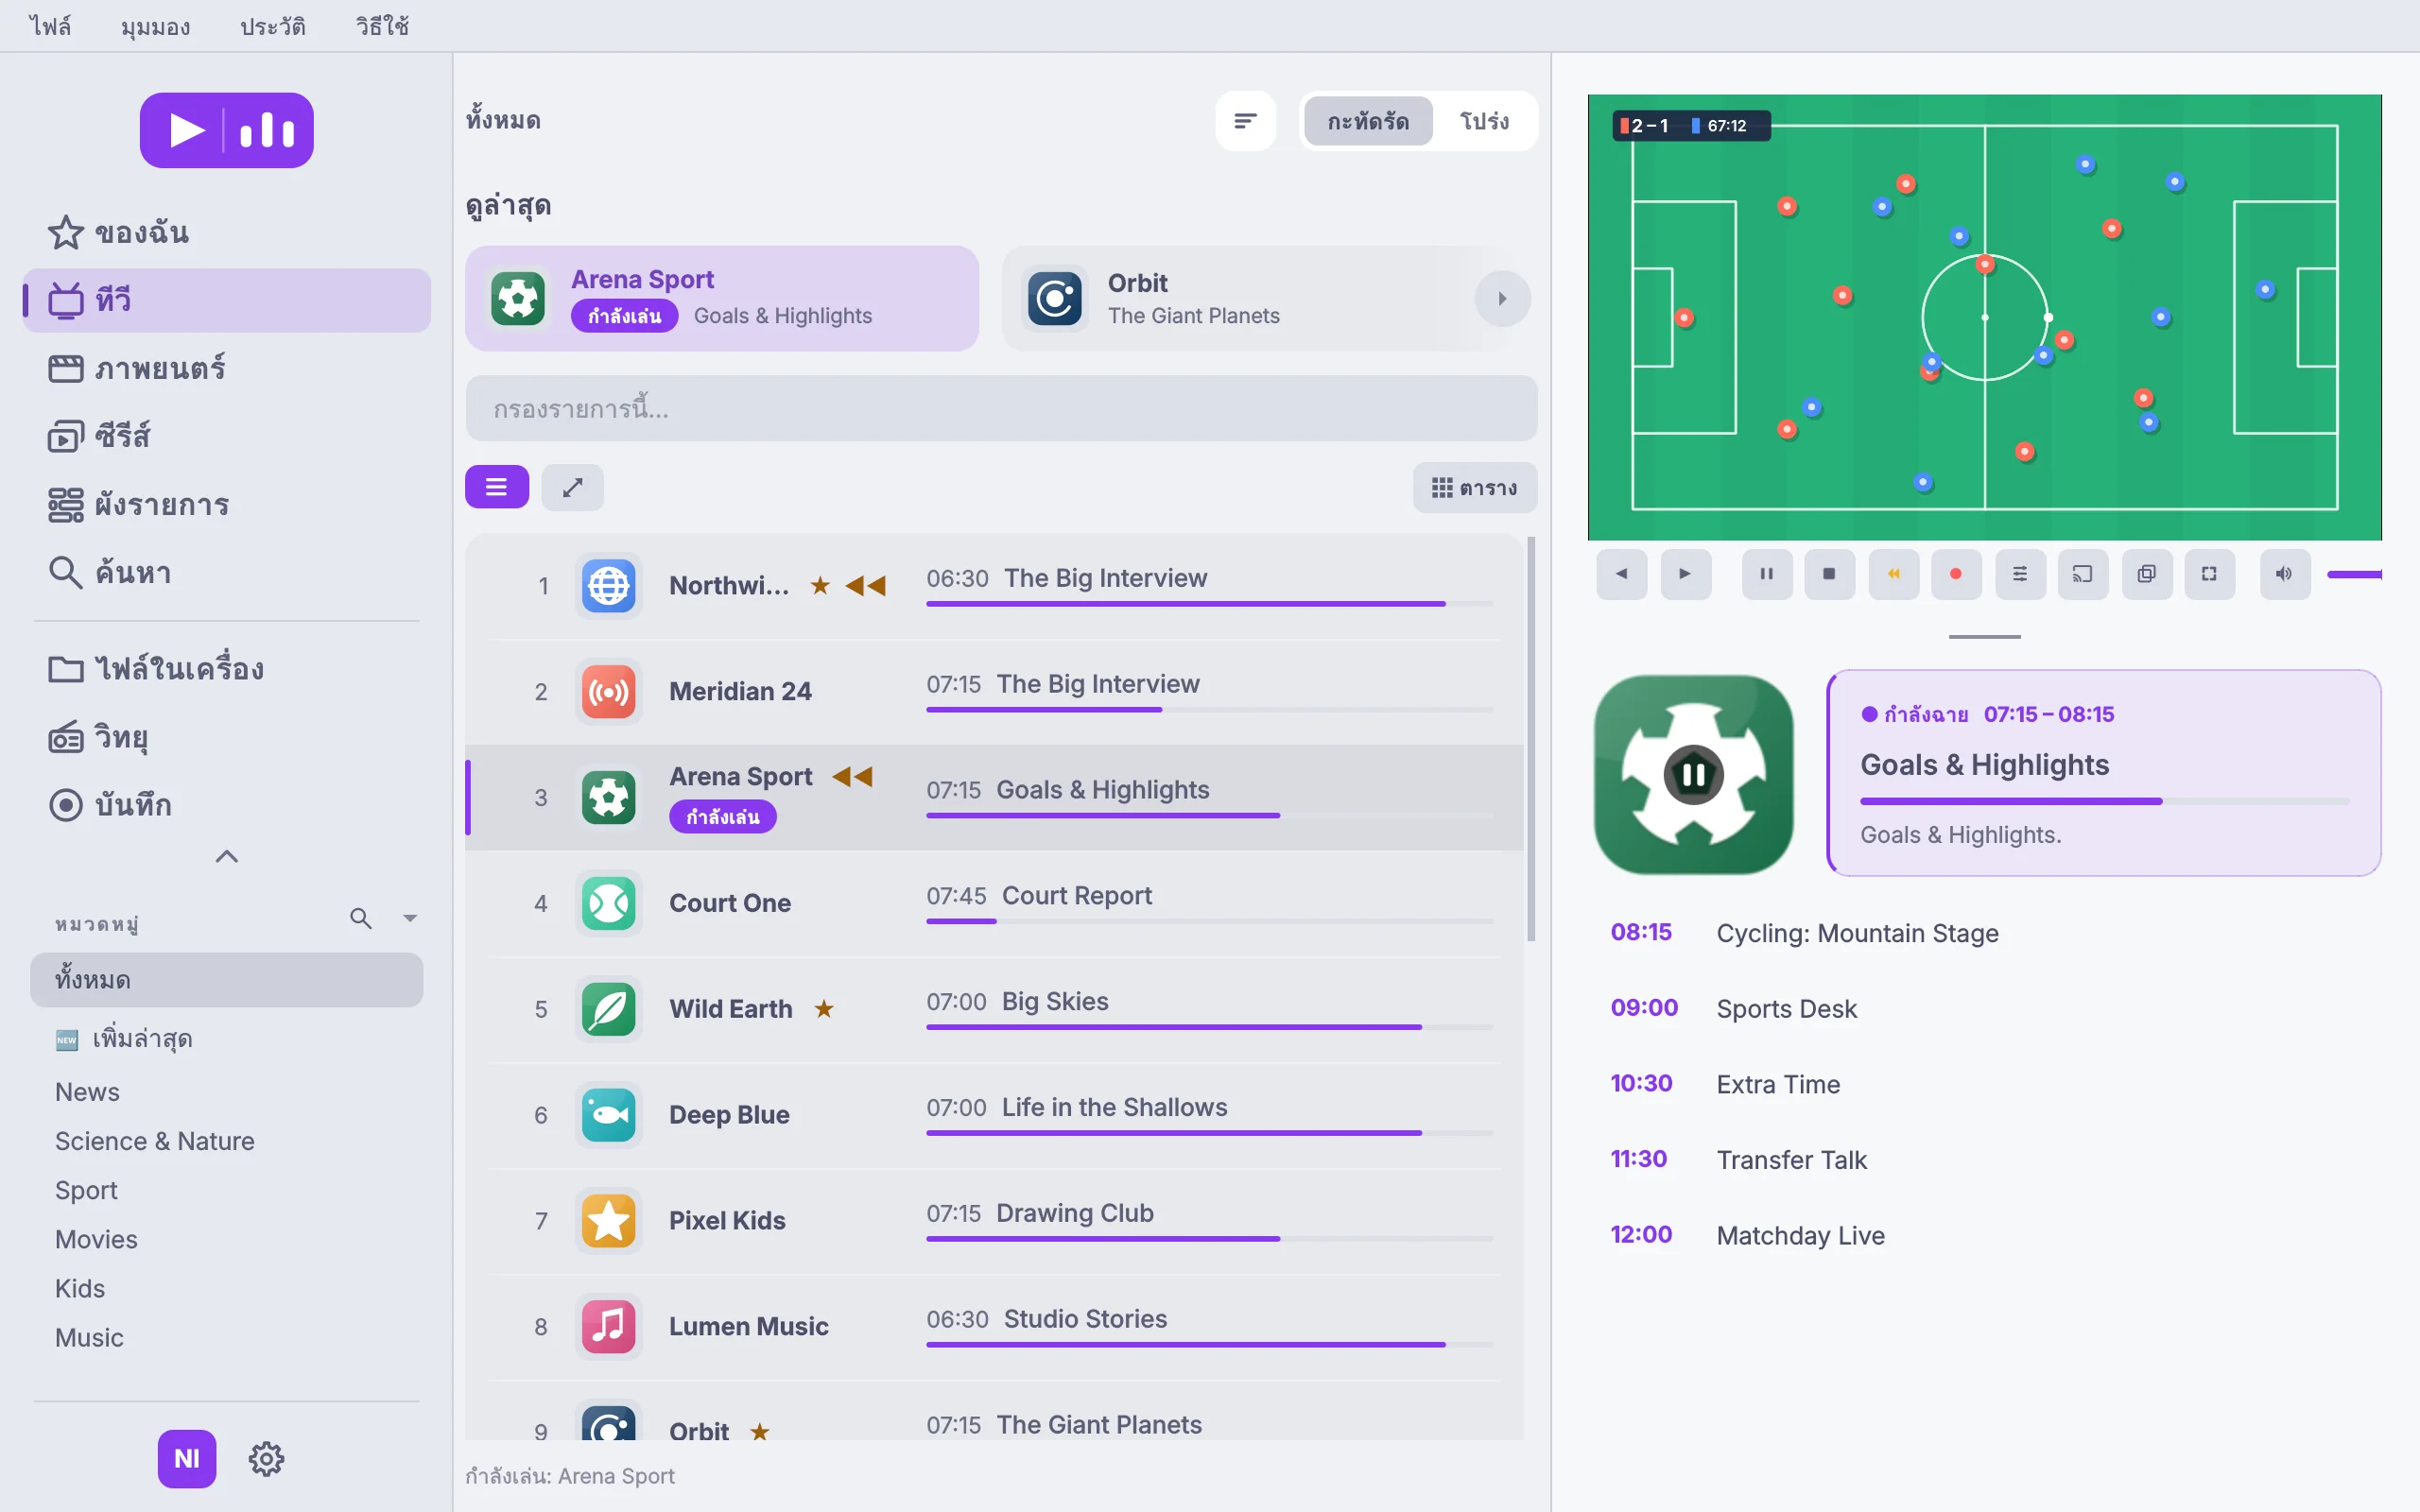 ไฟล์ มุมมอง ประวัติ วิธีใช้
ของฉัน
ทีวี
ภาพยนตร์
ซีรีส์
ผังรายการ
ค้นหา
ไฟล์ในเครื่อง
วิทยุ
บันทึก
หมวดหมู่
ทั้งหมด
NEW เพิ่มล่าสุด
News
Science & Nature
Sport
Movies
Kids
Music
NI
ทั้งหมด
กะทัดรัด โปร่ง
ดูล่าสุด
Arena Sport
กำลังเล่น Goals & Highlights
Orbit
The Giant Planets
กรองรายการนี้...
ตาราง
1 Northwi... 06:30 The Big Interview
2 Meridian 24 07:15 The Big Interview
3 Arena Sport 07:15 Goals & Highlights
กำลังเล่น
4 Court One 07:45 Court Report
5 Wild Earth 07:00 Big Skies
6 Deep Blue 07:00 Life in the Shallows
7 Pixel Kids 07:15 Drawing Club
8 Lumen Music 06:30 Studio Stories
9 Orbit 07:15 The Giant Planets
กำลังเล่น: Arena Sport
2 – 1 67:12
กำลังฉาย 07:15 – 08:15
Goals & Highlights
Goals & Highlights.
08:15 Cycling: Mountain Stage
09:00 Sports Desk
10:30 Extra Time
11:30 Transfer Talk
12:00 Matchday Live